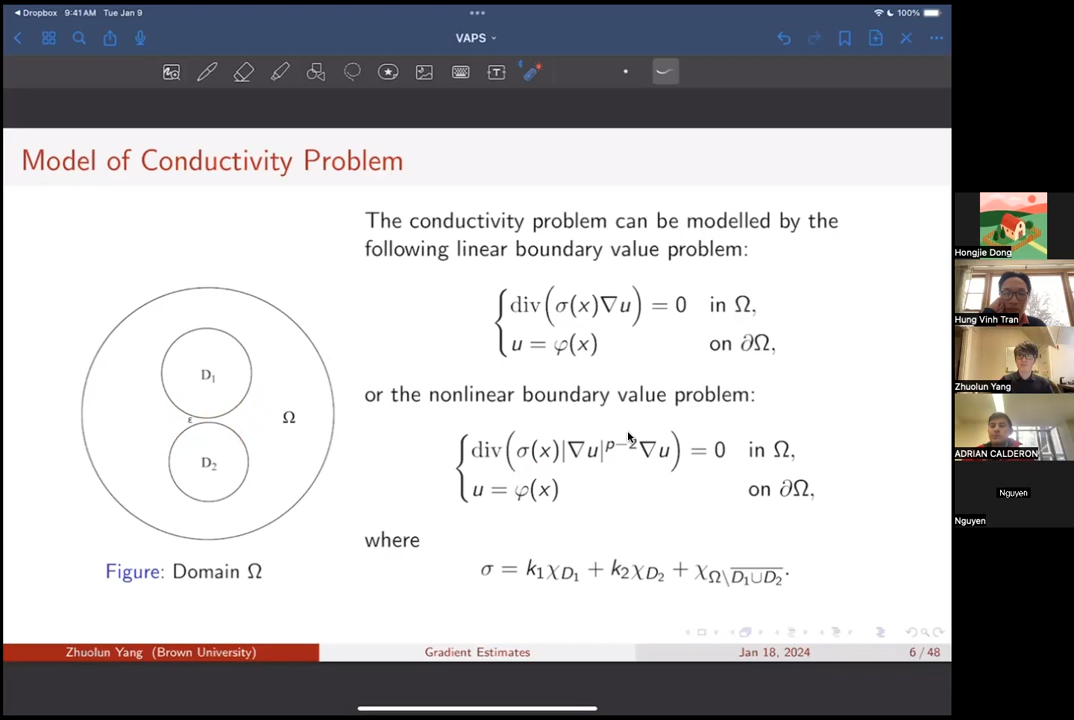 Dropbox 9:41 AM Tue Jan 9
100%
VAPS
Model of Conductivity Problem
The conductivity problem can be modelled by the
following linear boundary value problem:
div(σ(x)∇u) = 0 in Ω,
u = φ(x) on ∂Ω,
or the nonlinear boundary value problem:
div(σ(x)|∇u|^{p−2}∇u) = 0 in Ω,
u = φ(x) on ∂Ω,
where
σ = k₁χ_{D₁} + k₂χ_{D₂} + χ_{Ω\overline{D₁∪D₂}}.
D₁
ε
Ω
D₂
Figure: Domain Ω
Zhuolun Yang (Brown University) Gradient Estimates Jan 18, 2024 6 / 48
Hongjie Dong
Hung Vinh Tran
Zhuolun Yang
ADRIAN CALDERON
Nguyen
Nguyen